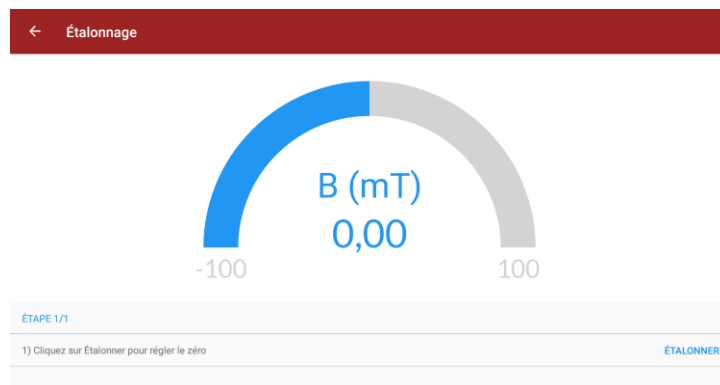 Étalonnage
B (mT)
0,00
-100
100
ÉTAPE 1/1
1) Cliquez sur Étalonner pour régler le zéro
ÉTALONNER